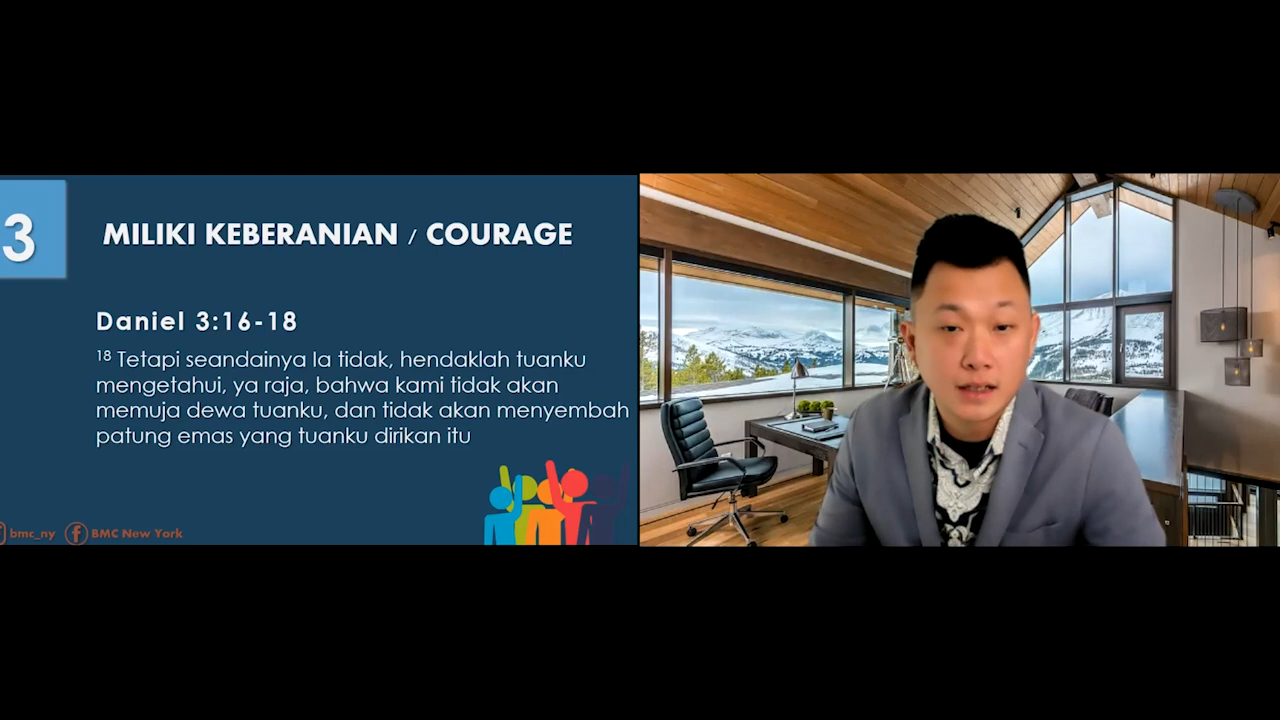 3
MILIKI KEBERANIAN / COURAGE
Daniel 3:16-18
18 Tetapi seandainya Ia tidak, hendaklah tuanku
mengetahui, ya raja, bahwa kami tidak akan
memuja dewa tuanku, dan tidak akan menyembah
patung emas yang tuanku dirikan itu
bmc_ny f BMC New York